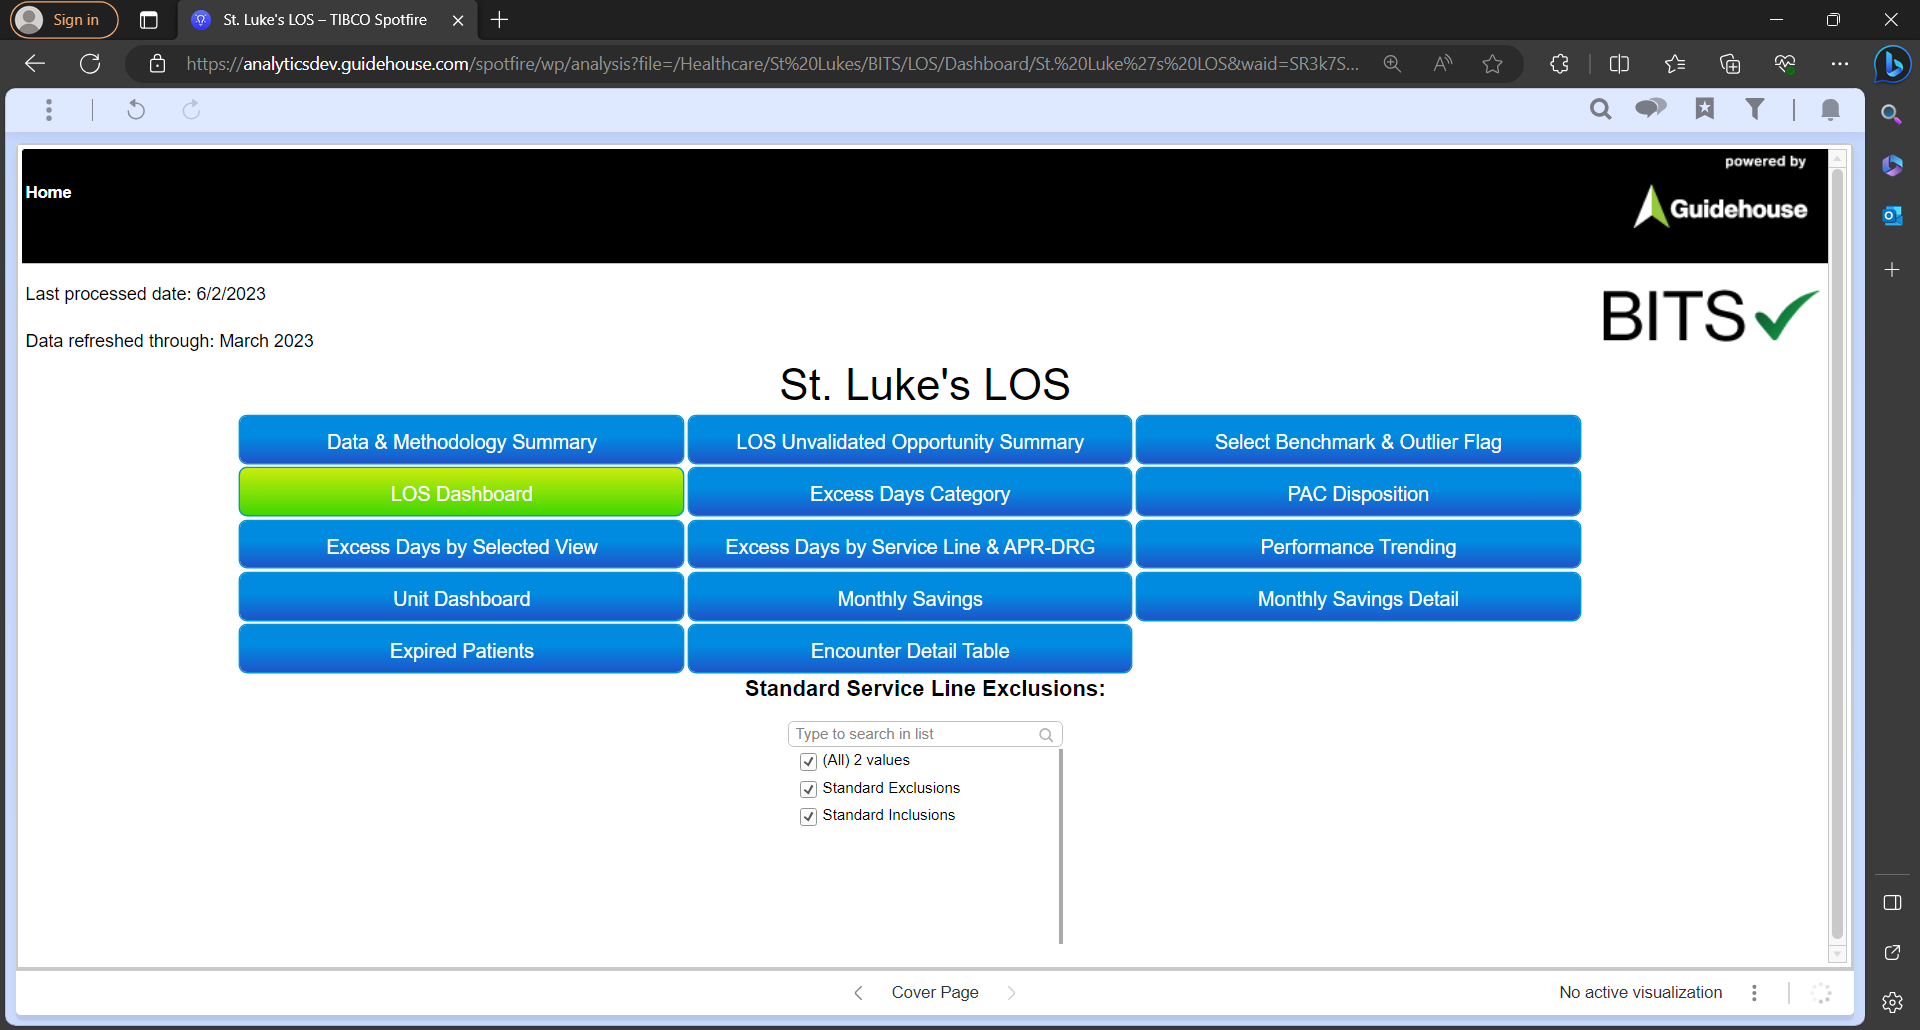 Sign in
St. Luke's LOS – TIBCO Spotfire
https://analyticsdev.guidehouse.com/spotfire/wp/analysis?file=/Healthcare/St%20Lukes/BITS/LOS/Dashboard/St.%20Luke%27s%20LOS&waid=SR3k7S...
powered by
Home
Guidehouse
Last processed date: 6/2/2023
BITS
Data refreshed through: March 2023
St. Luke's LOS
Data & Methodology Summary
LOS Unvalidated Opportunity Summary
Select Benchmark & Outlier Flag
LOS Dashboard
Excess Days Category
PAC Disposition
Excess Days by Selected View
Excess Days by Service Line & APR-DRG
Performance Trending
Unit Dashboard
Monthly Savings
Monthly Savings Detail
Expired Patients
Encounter Detail Table
Standard Service Line Exclusions:
Type to search in list
(All) 2 values
Standard Exclusions
Standard Inclusions
Cover Page
No active visualization